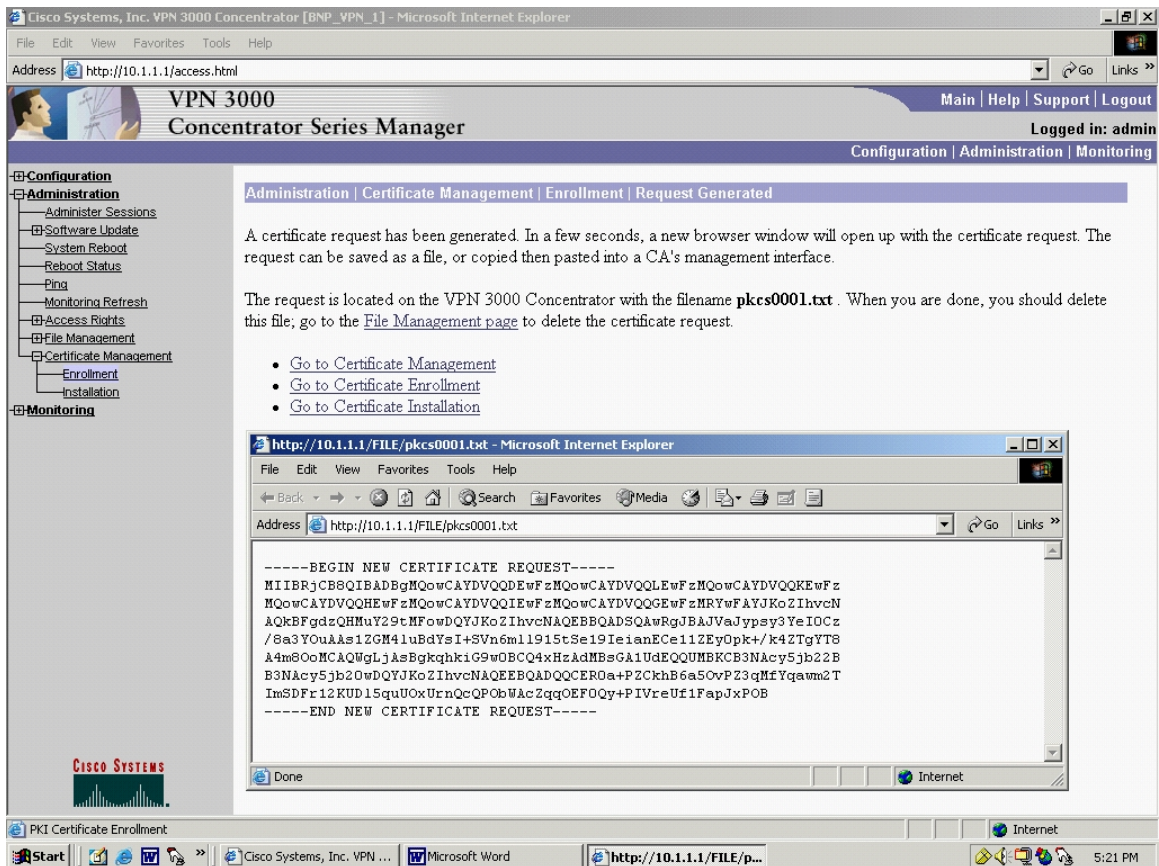 Cisco Systems, Inc. VPN 3000 Concentrator [BNP_VPN_1] - Microsoft Internet Explorer
File Edit View Favorites Tools Help
Address http://10.1.1.1/access.html Go Links »
VPN 3000
Concentrator Series Manager
Main | Help | Support | Logout
Logged in: admin
Configuration | Administration | Monitoring
Configuration
Administration
Administer Sessions
Software Update
System Reboot
Reboot Status
Ping
Monitoring Refresh
Access Rights
File Management
Certificate Management
Enrollment
Installation
Monitoring
Administration | Certificate Management | Enrollment | Request Generated
A certificate request has been generated. In a few seconds, a new browser window will open up with the certificate request. The
request can be saved as a file, or copied then pasted into a CA's management interface.
The request is located on the VPN 3000 Concentrator with the filename pkcs0001.txt . When you are done, you should delete
this file; go to the File Management page to delete the certificate request.
• Go to Certificate Management
• Go to Certificate Enrollment
• Go to Certificate Installation
http://10.1.1.1/FILE/pkcs0001.txt - Microsoft Internet Explorer
File Edit View Favorites Tools Help
Back Search Favorites Media
Address http://10.1.1.1/FILE/pkcs0001.txt Go Links »
-----BEGIN NEW CERTIFICATE REQUEST-----
MIIBRjCB8QIBADBgMQowCAYDVQQDEwFzMQowCAYDVQQLEwFzMQowCAYDVQQKEwFz
MQowCAYDVQQHEwFzMQowCAYDVQQIEwFzMQowCAYDVQQGEwFzMRYwFAYJKoZIhvcN
AQkBFgdzQHMuY29tMFowDQYJKoZIhvcNAQEBBQADSQAwRgJBAJVaJypsy3YeIOCz
/8a3YOuAAs1ZGM4luBdYsI+SVn6ml1915tSe19IeianECe11ZEyOpk+/k4ZTgYT8
A4m8OoMCAQWgLjAsBgkqhkiG9w0BCQ4xHzAdMBsGA1UdEQQUMBKCB3NAcy5jb22B
B3NAcy5jb20wDQYJKoZIhvcNAQEEBQADQQCER0a+PZCkhB6a5OvPZ3qMfYqawm2T
ImSDFr12KUD15quUOxUrnQcQPObWAcZqqOEFOQy+PIVreUf1FapJxPOB
-----END NEW CERTIFICATE REQUEST-----
Done Internet
CISCO SYSTEMS
PKI Certificate Enrollment Internet
Start » Cisco Systems, Inc. VPN ... Microsoft Word http://10.1.1.1/FILE/p... 5:21 PM